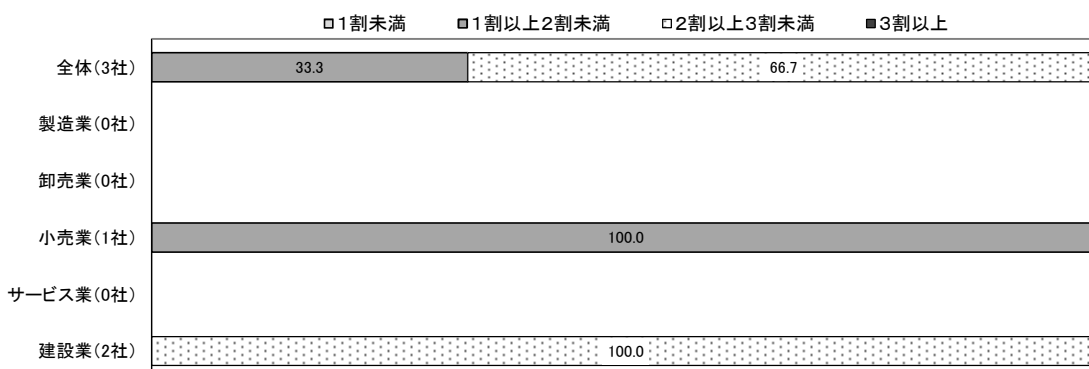 □1割未満 ■1割以上2割未満 □2割以上3割未満 ■3割以上
全体(3社) 33.3 66.7
製造業(0社)
卸売業(0社)
小売業(1社) 100.0
サービス業(0社)
建設業(2社) 100.0